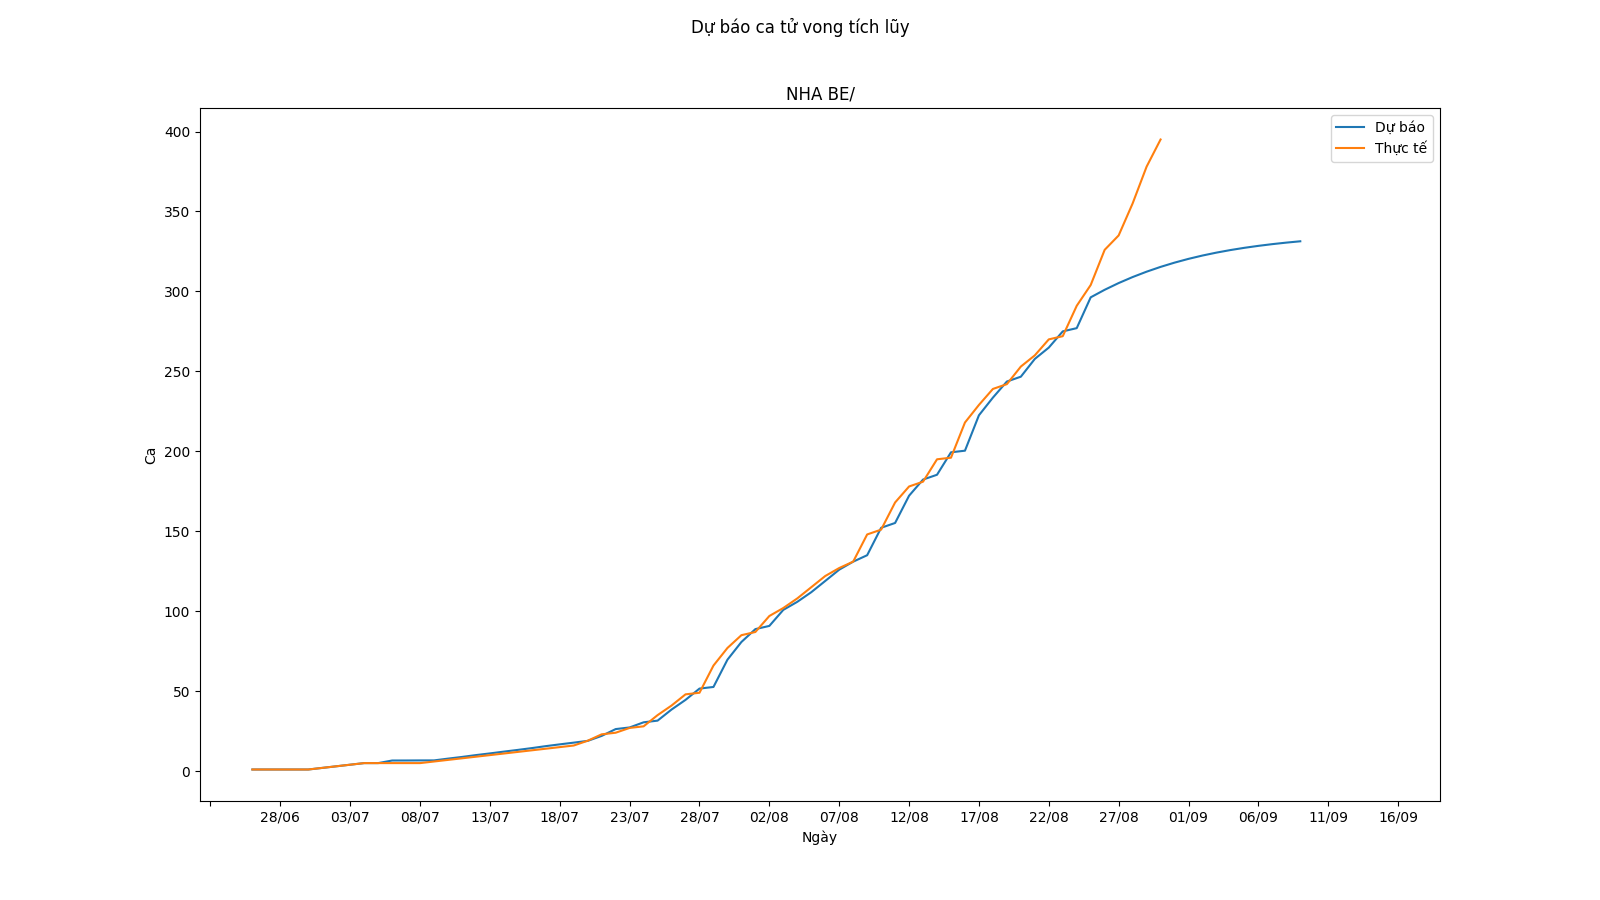 Dự báo ca tử vong tích lũy
NHA BE/
400
350
300
250
200
150
100
50
0
Ca
Dự báo
Thực tế
28/06 03/07 08/07 13/07 18/07 23/07 28/07 02/08 07/08 12/08 17/08 22/08 27/08 01/09 06/09 11/09 16/09
Ngày